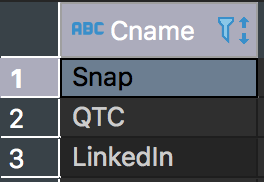 ABC Cname
1 Snap
2 QTC
3 LinkedIn